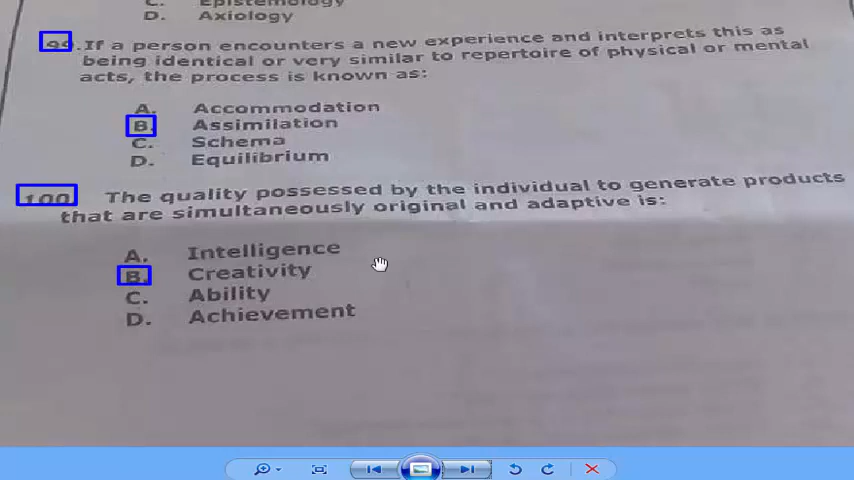 C. Epistemology
D. Axiology
99. If a person encounters a new experience and interprets this as
being identical or very similar to repertoire of physical or mental
acts, the process is known as:
A. Accommodation
B. Assimilation
C. Schema
D. Equilibrium
100 The quality possessed by the individual to generate products
that are simultaneously original and adaptive is:
A. Intelligence
B. Creativity
C. Ability
D. Achievement